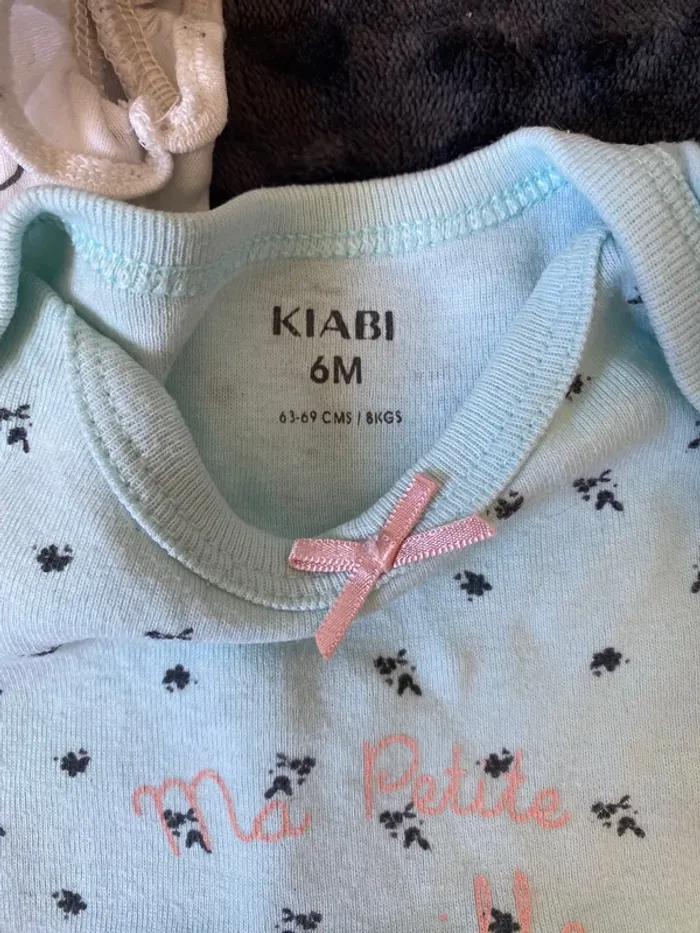 KIABI
6M
63-69 CMS / 8KGS
Ma Petite